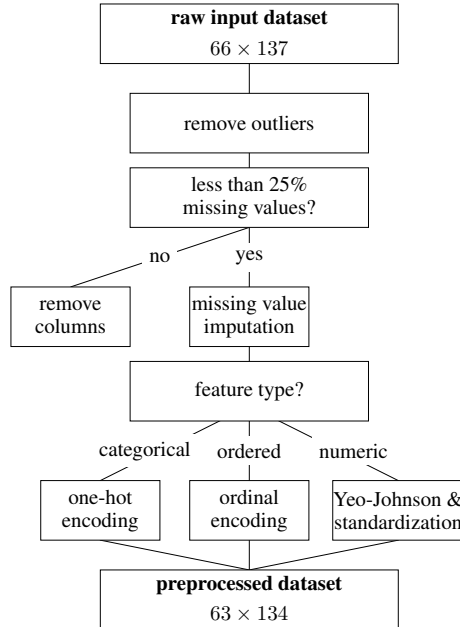 raw input dataset
66 × 137
remove outliers
less than 25%
missing values?
no
yes
remove
columns
missing value
imputation
feature type?
categorical
ordered
numeric
one-hot
encoding
ordinal
encoding
Yeo-Johnson &
standardization
preprocessed dataset
63 × 134